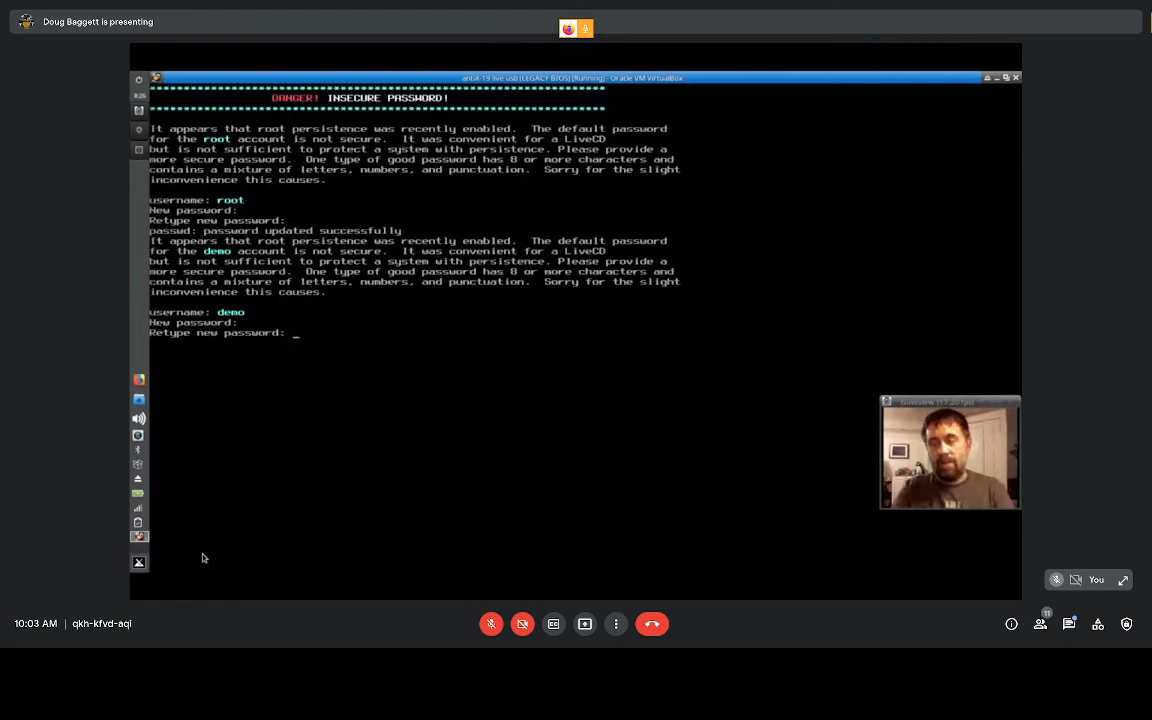 Doug Baggett is presenting
antiX-19 live usb (LEGACY BIOS) [Running] - Oracle VM VirtualBox
8:25
DANGER! INSECURE PASSWORD!
It appears that root persistence was recently enabled.  The default password
for the root account is not secure.  It was convenient for a LiveCD
but is not sufficient to protect a system with persistence. Please provide a
more secure password.  One type of good password has 8 or more characters and
contains a mixture of letters, numbers, and punctuation.  Sorry for the slight
inconvenience this causes.
username: root
New password:
Retype new password:
passwd: password updated successfully
It appears that root persistence was recently enabled.  The default password
for the demo account is not secure.  It was convenient for a LiveCD
but is not sufficient to protect a system with persistence. Please provide a
more secure password.  One type of good password has 8 or more characters and
contains a mixture of letters, numbers, and punctuation.  Sorry for the slight
inconvenience this causes.
username: demo
New password:
Retype new password: _
You
10:03 AM | qkh-kfvd-aqi
11